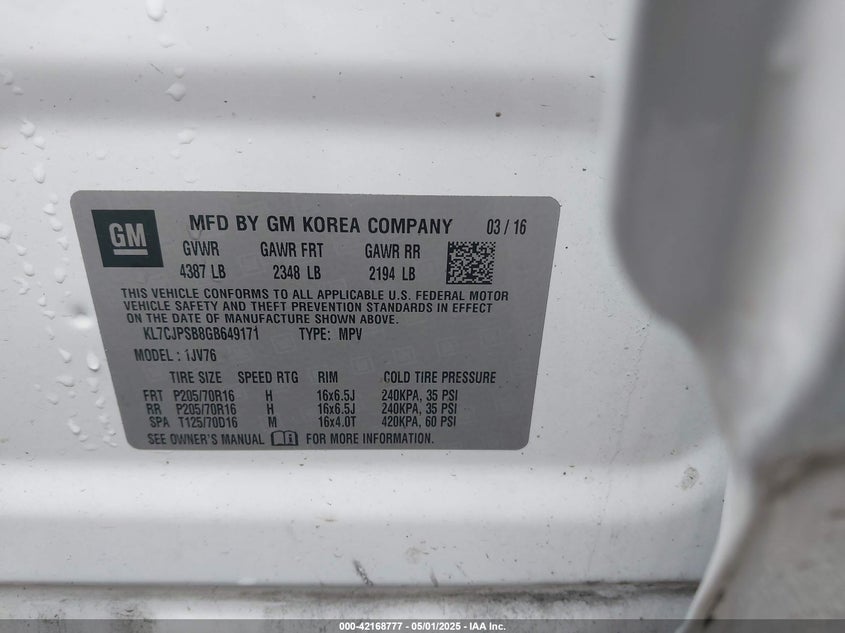 GM
MFD BY GM KOREA COMPANY 03 / 16
GVWR GAWR FRT GAWR RR
4387 LB 2348 LB 2194 LB
THIS VEHICLE CONFORMS TO ALL APPLICABLE U.S. FEDERAL MOTOR
VEHICLE SAFETY AND THEFT PREVENTION STANDARDS IN EFFECT
ON THE DATE OF MANUFACTURE SHOWN ABOVE.
KL7CJPSB8GB649171 TYPE: MPV
MODEL : 1JV76
TIRE SIZE SPEED RTG RIM COLD TIRE PRESSURE
FRT P205/70R16 H 16x6.5J 240KPA, 35 PSI
RR P205/70R16 H 16x6.5J 240KPA, 35 PSI
SPA T125/70D16 M 16x4.0T 420KPA, 60 PSI
SEE OWNER'S MANUAL FOR MORE INFORMATION.
000-42168777 - 05/01/2025 - IAA Inc.